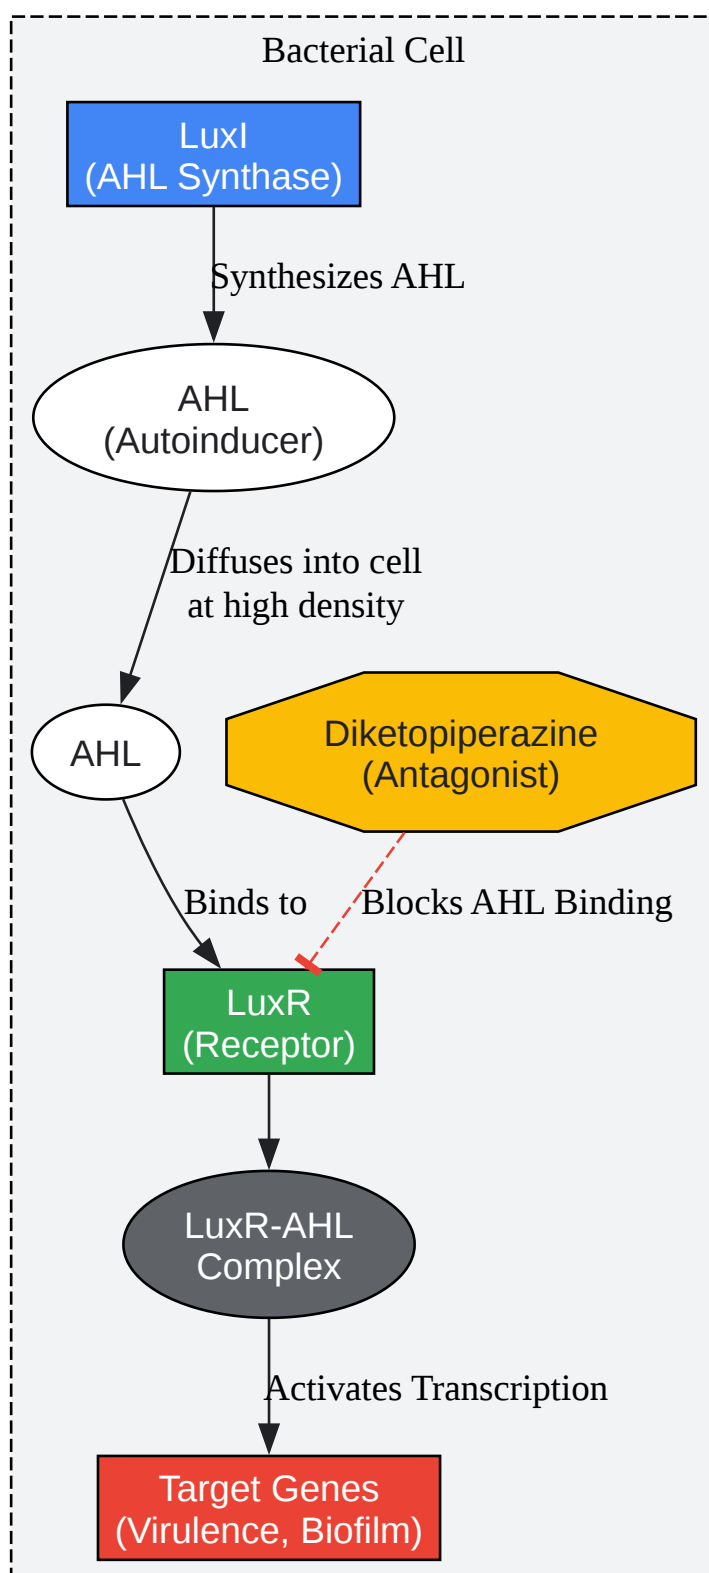 Bacterial Cell
LuxI
(AHL Synthase)
Synthesizes AHL
AHL
(Autoinducer)
Diffuses into cell
at high density
AHL
Diketopiperazine
(Antagonist)
Binds to
Blocks AHL Binding
LuxR
(Receptor)
LuxR-AHL
Complex
Activates Transcription
Target Genes
(Virulence, Biofilm)